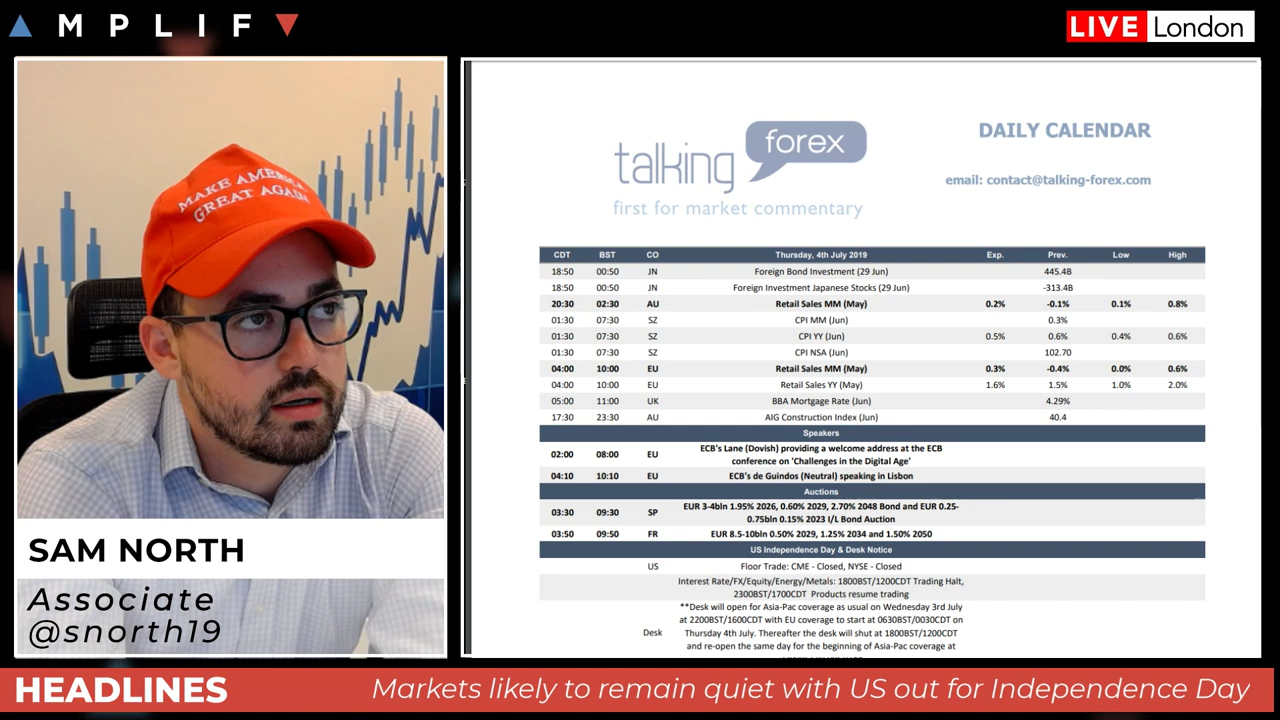 AMPLIFY
LIVE London
MAKE AMERICA
GREAT AGAIN
SAM NORTH
Associate
@snorth19
talking forex
first for market commentary
DAILY CALENDAR
email: contact@talking-forex.com
CDT BST CO Thursday, 4th July 2019 Exp. Prev. Low High
18:50 00:50 JN Foreign Bond Investment (29 Jun) 445.4B
18:50 00:50 JN Foreign Investment Japanese Stocks (29 Jun) -313.4B
20:30 02:30 AU Retail Sales MM (May) 0.2% -0.1% 0.1% 0.8%
01:30 07:30 SZ CPI MM (Jun) 0.3%
01:30 07:30 SZ CPI YY (Jun) 0.5% 0.6% 0.4% 0.6%
01:30 07:30 SZ CPI NSA (Jun) 102.70
04:00 10:00 EU Retail Sales MM (May) 0.3% -0.4% 0.0% 0.6%
04:00 10:00 EU Retail Sales YY (May) 1.6% 1.5% 1.0% 2.0%
05:00 11:00 UK BBA Mortgage Rate (Jun) 4.29%
17:30 23:30 AU AIG Construction Index (Jun) 40.4
Speakers
02:00 08:00 EU ECB's Lane (Dovish) providing a welcome address at the ECB
conference on 'Challenges in the Digital Age'
04:10 10:10 EU ECB's de Guindos (Neutral) speaking in Lisbon
Auctions
03:30 09:30 SP EUR 3-4bln 1.95% 2026, 0.60% 2029, 2.70% 2048 Bond and EUR 0.25-
0.75bln 0.15% 2023 I/L Bond Auction
03:50 09:50 FR EUR 8.5-10bln 0.50% 2029, 1.25% 2034 and 1.50% 2050
US Independence Day & Desk Notice
US Floor Trade: CME - Closed, NYSE - Closed
Interest Rate/FX/Equity/Energy/Metals: 1800BST/1200CDT Trading Halt,
2300BST/1700CDT Products resume trading
**Desk will open for Asia-Pac coverage as usual on Wednesday 3rd July
at 2200BST/1600CDT with EU coverage to start at 0630BST/0030CDT on
Desk Thursday 4th July. Thereafter the desk will shut at 1800BST/1200CDT
and re-open the same day for the beginning of Asia-Pac coverage at
HEADLINES Markets likely to remain quiet with US out for Independence Day